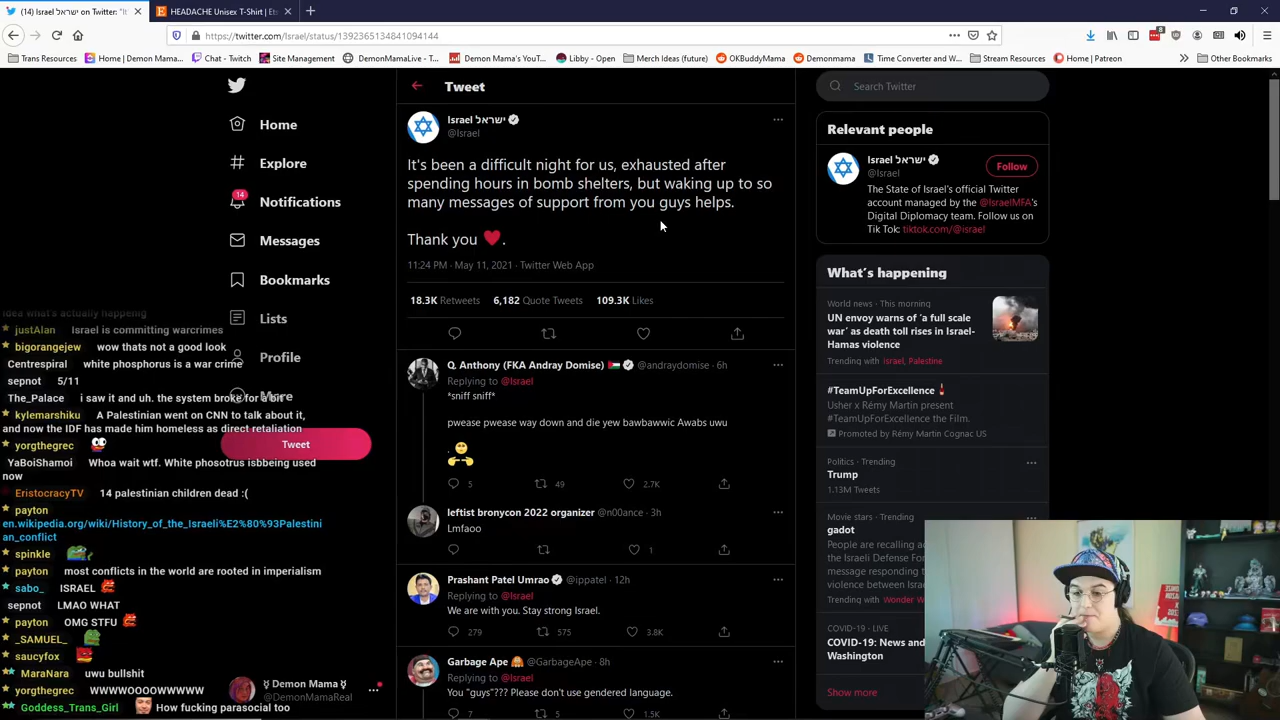 (14) Israel ישראל on Twitter: "It
HEADACHE Unisex T-Shirt | Ets
https://twitter.com/Israel/status/1392365134841094144
Trans Resources
Home | Demon Mama...
Chat - Twitch
Site Management
DemonMamaLive - T...
Demon Mama's YouT...
Libby - Open
Merch Ideas (future)
OKBuddyMama
Demonmama
Time Converter and W...
Stream Resources
Home | Patreon
Other Bookmarks
Home
Explore
14
Notifications
Messages
Bookmarks
Lists
Profile
More
Tweet
☿ Demon Mama ☿
@DemonMamaReal
idea what's actually happening
justAlan Israel is committing warcrimes
bigorangejew wow thats not a good look
Centrespiral white phosphorus is a war crime
sepnot 5/11
The_Palace i saw it and uh. the system broke for a bit
kylemarshiku A Palestinian went on CNN to talk about it,
and now the IDF has made him homeless as direct retaliation
yorgthegrec
YaBoiShamoi Whoa wait wtf. White phosotrus isbbeing used
now
EristocracyTV 14 palestinian children dead :(
payton
en.wikipedia.org/wiki/History_of_the_Israeli%E2%80%93Palestini
an_conflict
spinkle
payton most conflicts in the world are rooted in imperialism
sabo_ ISRAEL
sepnot LMAO WHAT
payton OMG STFU
_SAMUEL_
saucyfox
MaraNara uwu bullshit
yorgthegrec WWWWOOOOWWWWW
Goddess_Trans_Girl How fucking parasocial too
Tweet
Israel ישראל
@Israel
It's been a difficult night for us, exhausted after
spending hours in bomb shelters, but waking up to so
many messages of support from you guys helps.
Thank you ❤️.
11:24 PM · May 11, 2021 · Twitter Web App
18.3K Retweets 6,182 Quote Tweets 109.3K Likes
Q. Anthony (FKA Andray Domise) 🇵🇸 @andraydomise · 6h
Replying to @Israel
*sniff sniff*
pwease pwease way down and die yew bawbawwic Awabs uwu
5 49 2.7K
leftist bronycon 2022 organizer @n00ance · 3h
Lmfaoo
1
Prashant Patel Umrao @ippatel · 12h
Replying to @Israel
We are with you. Stay strong Israel.
279 575 3.8K
Garbage Ape @GarbageApe · 8h
Replying to @Israel
You "guys"??? Please don't use gendered language.
7 5 1.5K
Search Twitter
Relevant people
Israel ישראל
@Israel
Follow
The State of Israel's official Twitter
account managed by the @IsraelMFA's
Digital Diplomacy team. Follow us on
Tik Tok: tiktok.com/@israel
What's happening
World news · This morning
UN envoy warns of 'a full scale
war' as death toll rises in Israel-
Hamas violence
Trending with Israel, Palestine
#TeamUpForExcellence
Usher x Rémy Martin present
#TeamUpForExcellence the Film.
Promoted by Rémy Martin Cognac US
Politics · Trending
Trump
1.13M Tweets
Movie stars · Trending
gadot
People are recalling a
the Israeli Defense For
message responding t
violence between Isra
Trending with Wonder W
COVID-19 · LIVE
COVID-19: News and
Washington
Show more